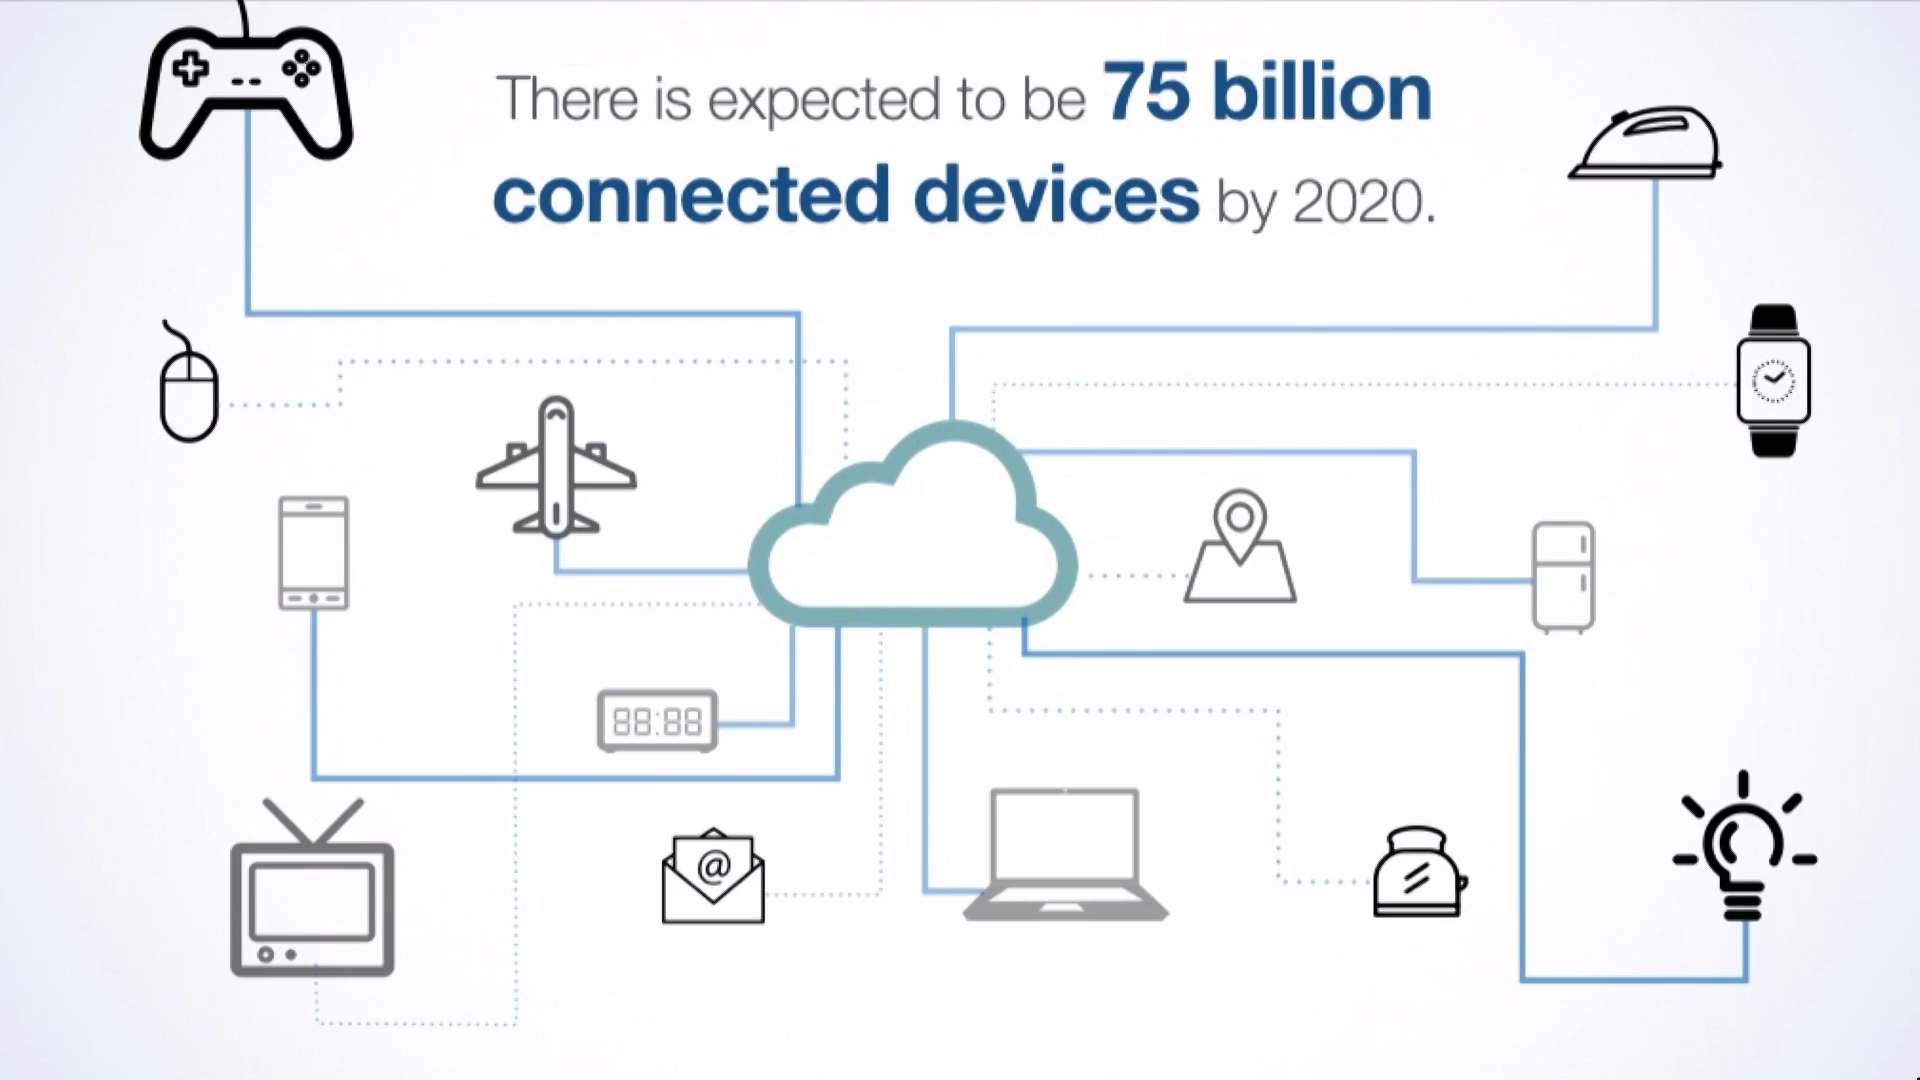 There is expected to be 75 billion
connected devices by 2020.
88:88
@